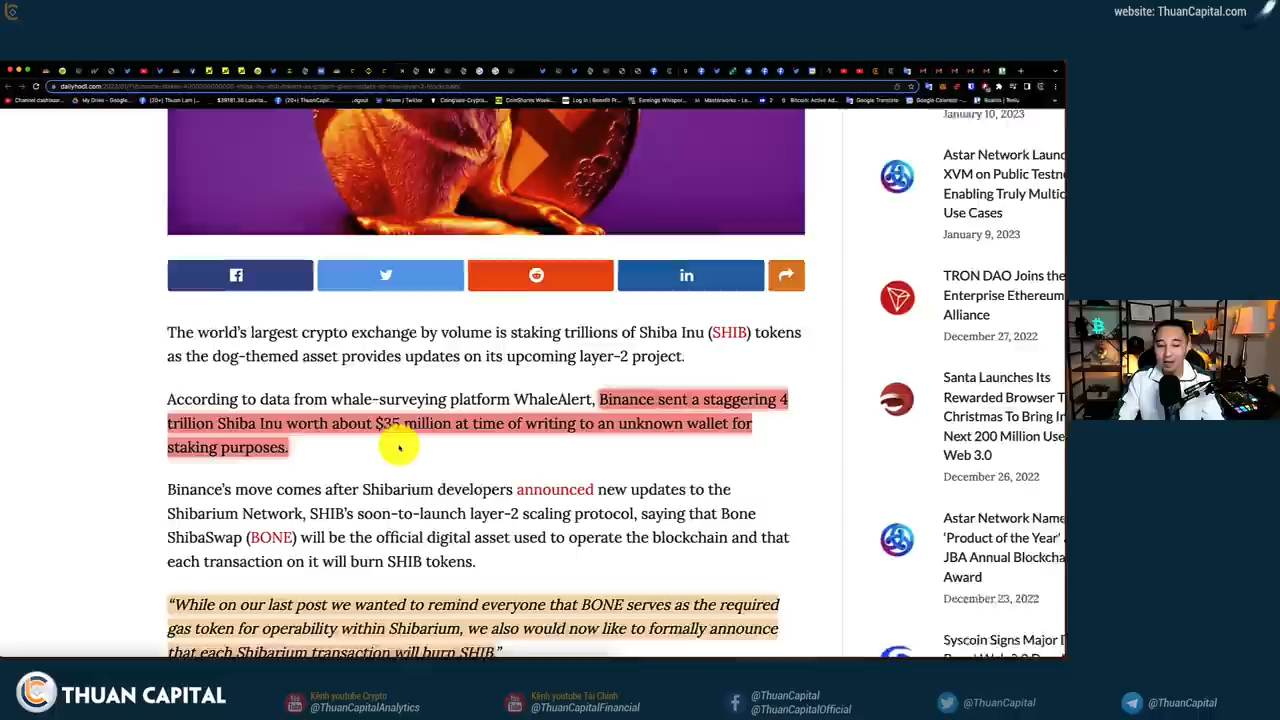 website: ThuanCapital.com
January 10, 2023
Astar Network Launc
XVM on Public Testne
Enabling Truly Multic
Use Cases
January 9, 2023
TRON DAO Joins the
Enterprise Ethereum
Alliance
December 27, 2022
Santa Launches Its
Rewarded Browser T
Christmas To Bring In
Next 200 Million Use
Web 3.0
December 26, 2022
Astar Network Name
‘Product of the Year’
JBA Annual Blockcha
Award
December 23, 2022
Syscoin Signs Major
The world’s largest crypto exchange by volume is staking trillions of Shiba Inu (SHIB) tokens
as the dog-themed asset provides updates on its upcoming layer-2 project.
According to data from whale-surveying platform WhaleAlert, Binance sent a staggering 4
trillion Shiba Inu worth about $35 million at time of writing to an unknown wallet for
staking purposes.
Binance’s move comes after Shibarium developers announced new updates to the
Shibarium Network, SHIB’s soon-to-launch layer-2 scaling protocol, saying that Bone
ShibaSwap (BONE) will be the official digital asset used to operate the blockchain and that
each transaction on it will burn SHIB tokens.
“While on our last post we wanted to remind everyone that BONE serves as the required
gas token for operability within Shibarium, we also would now like to formally announce
that each Shibarium transaction will burn SHIB.”
THUAN CAPITAL
Kênh youtube Crypto
@ThuanCapitalAnalytics
Kênh youtube Tài Chính
@ThuanCapitalFinancial
@ThuanCapital
@ThuanCapitalOfficial
@ThuanCapital
@ThuanCapital